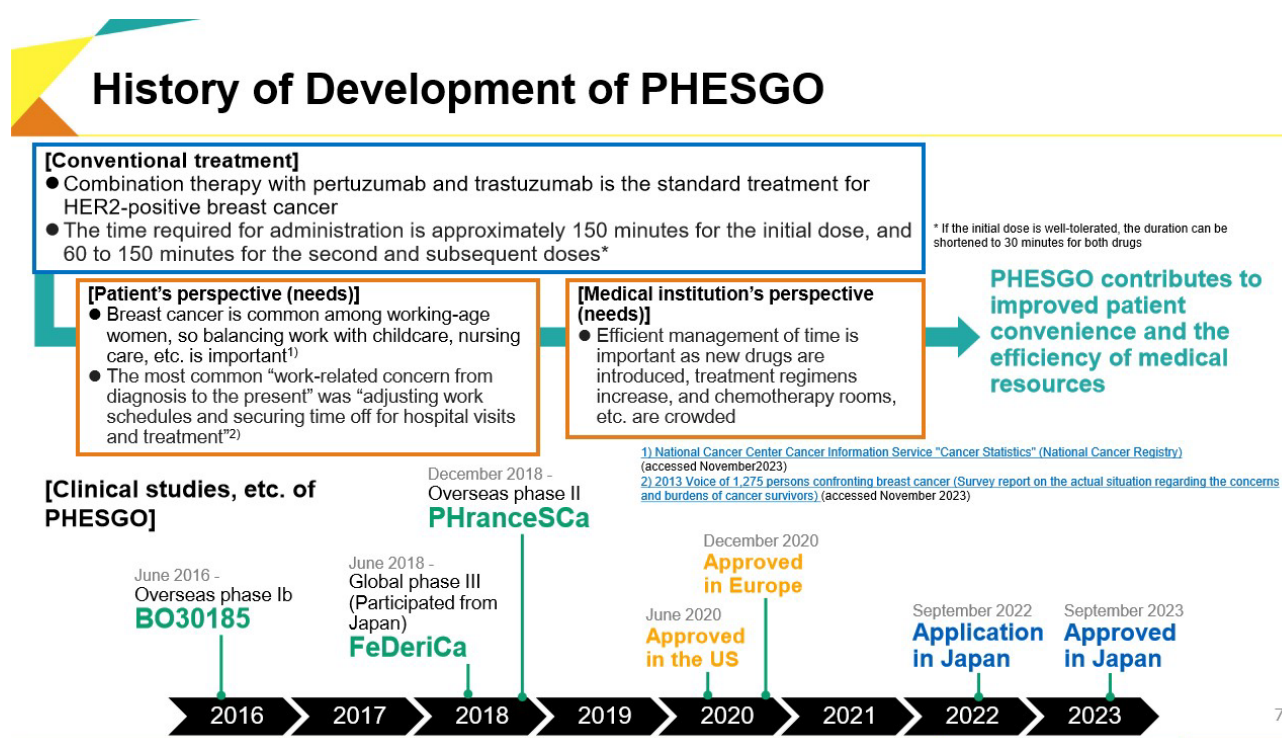 History of Development of PHESGO
[Conventional treatment]
● Combination therapy with pertuzumab and trastuzumab is the standard treatment for
HER2-positive breast cancer
● The time required for administration is approximately 150 minutes for the initial dose, and
60 to 150 minutes for the second and subsequent doses*
* If the initial dose is well-tolerated, the duration can be
shortened to 30 minutes for both drugs
[Patient’s perspective (needs)]
● Breast cancer is common among working-age
women, so balancing work with childcare, nursing
care, etc. is important1)
● The most common “work-related concern from
diagnosis to the present” was “adjusting work
schedules and securing time off for hospital visits
and treatment”2)
[Medical institution’s perspective
(needs)]
● Efficient management of time is
important as new drugs are
introduced, treatment regimens
increase, and chemotherapy rooms,
etc. are crowded
PHESGO contributes to
improved patient
convenience and the
efficiency of medical
resources
1) National Cancer Center Cancer Information Service "Cancer Statistics" (National Cancer Registry)
(accessed November2023)
2) 2013 Voice of 1,275 persons confronting breast cancer (Survey report on the actual situation regarding the concerns
and burdens of cancer survivors) (accessed November 2023)
[Clinical studies, etc. of
PHESGO]
June 2016 -
Overseas phase Ib
BO30185
June 2018 -
Global phase III
(Participated from
Japan)
FeDeriCa
December 2018 -
Overseas phase II
PHranceSCa
June 2020
Approved
in the US
December 2020
Approved
in Europe
September 2022
Application
in Japan
September 2023
Approved
in Japan
2016 2017 2018 2019 2020 2021 2022 2023
7